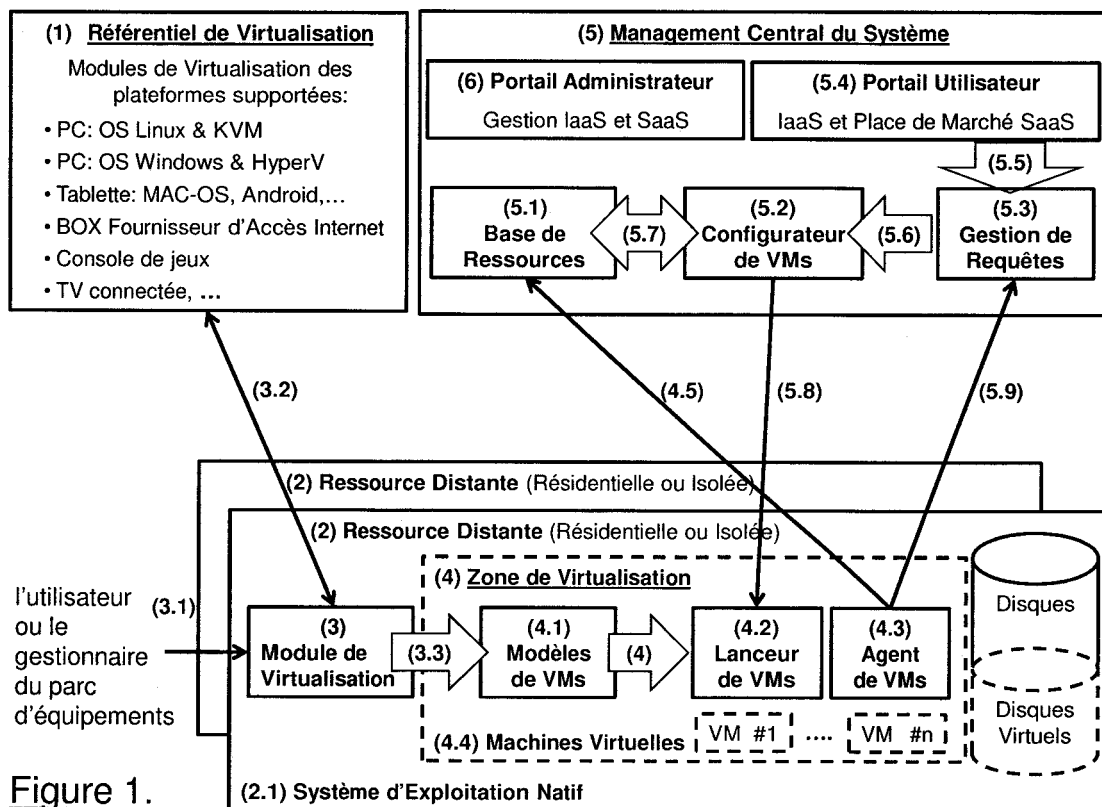 (1) Référentiel de Virtualisation
Modules de Virtualisation des
plateformes supportées:
• PC: OS Linux & KVM
• PC: OS Windows & HyperV
• Tablette: MAC-OS, Android,…
• BOX Fournisseur d'Accès Internet
• Console de jeux
• TV connectée, …
(5) Management Central du Système
(6) Portail Administrateur
Gestion IaaS et SaaS
(5.4) Portail Utilisateur
IaaS et Place de Marché SaaS
(5.5)
(5.1)
Base de
Ressources
(5.7)
(5.2)
Configurateur
de VMs
(5.6)
(5.3)
Gestion de
Requêtes
(3.2)
(4.5)
(5.8)
(5.9)
(2) Ressource Distante (Résidentielle ou Isolée)
(2) Ressource Distante (Résidentielle ou Isolée)
l'utilisateur
ou le
gestionnaire
du parc
d'équipements
(3.1)
(3)
Module de
Virtualisation
(3.3)
(4) Zone de Virtualisation
(4.1)
Modèles
de VMs
(4)
(4.2)
Lanceur
de VMs
(4.3)
Agent
de VMs
(4.4) Machines Virtuelles
VM #1
....
VM #n
Disques
Disques
Virtuels
(2.1) Système d'Exploitation Natif
Figure 1.